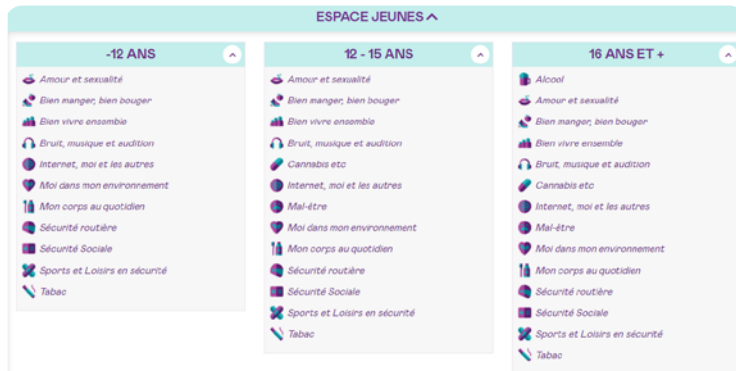 ESPACE JEUNES
-12 ANS
Amour et sexualité
Bien manger, bien bouger
Bien vivre ensemble
Bruit, musique et audition
Internet, moi et les autres
Moi dans mon environnement
Mon corps au quotidien
Sécurité routière
Sécurité Sociale
Sports et Loisirs en sécurité
Tabac
12 - 15 ANS
Amour et sexualité
Bien manger, bien bouger
Bien vivre ensemble
Bruit, musique et audition
Cannabis etc
Internet, moi et les autres
Mal-être
Moi dans mon environnement
Mon corps au quotidien
Sécurité routière
Sécurité Sociale
Sports et Loisirs en sécurité
Tabac
16 ANS ET +
Alcool
Amour et sexualité
Bien manger, bien bouger
Bien vivre ensemble
Bruit, musique et audition
Cannabis etc
Internet, moi et les autres
Mal-être
Moi dans mon environnement
Mon corps au quotidien
Sécurité routière
Sécurité Sociale
Sports et Loisirs en sécurité
Tabac